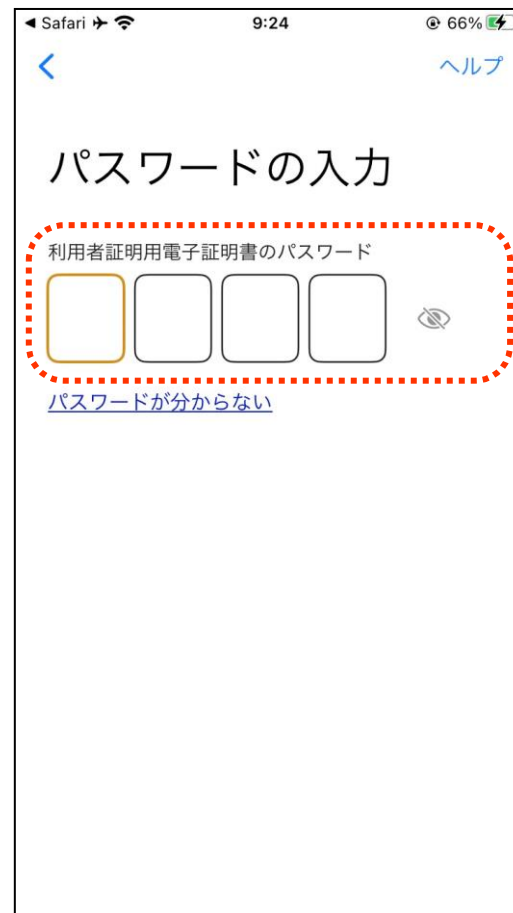 ◀ Safari 9:24 66%
ヘルプ
パスワードの入力
利用者証明用電子証明書のパスワード
パスワードが分からない